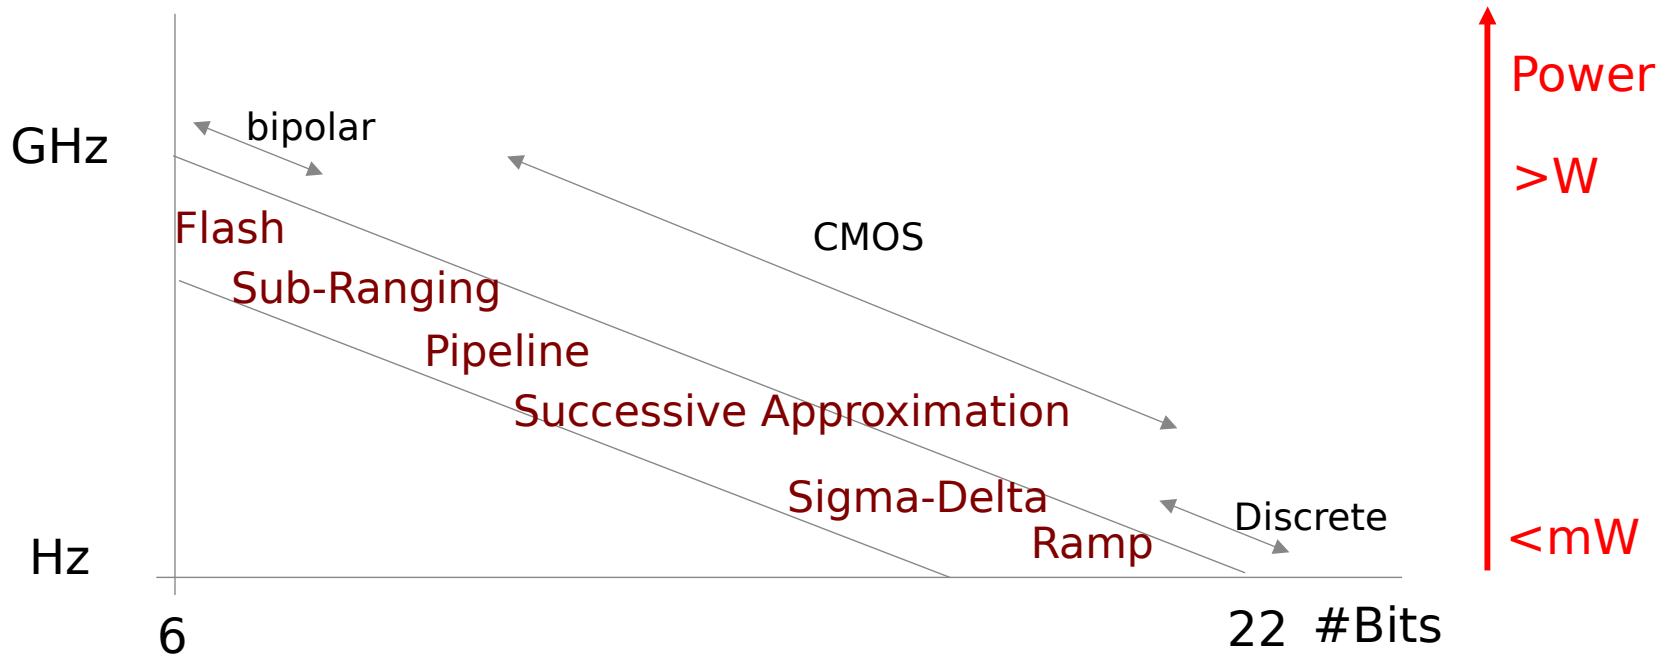 Power
bipolar
GHz
>W
Flash
CMOS
Sub-Ranging
Pipeline
Successive Approximation
Sigma-Delta
Discrete
Ramp
<mW
Hz
6
22 #Bits